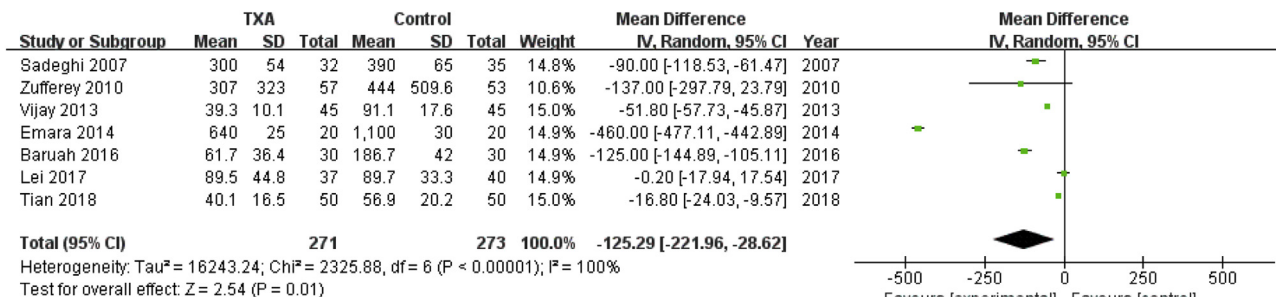 TXA Control Mean Difference Mean Difference
Study or Subgroup Mean SD Total Mean SD Total Weight IV, Random, 95% CI Year IV, Random, 95% CI
Sadeghi 2007 300 54 32 390 65 35 14.8% -90.00 [-118.53, -61.47] 2007
Zufferey 2010 307 323 57 444 509.6 53 10.6% -137.00 [-297.79, 23.79] 2010
Vijay 2013 39.3 10.1 45 91.1 17.6 45 15.0% -51.80 [-57.73, -45.87] 2013
Emara 2014 640 25 20 1,100 30 20 14.9% -460.00 [-477.11, -442.89] 2014
Baruah 2016 61.7 36.4 30 186.7 42 30 14.9% -125.00 [-144.89, -105.11] 2016
Lei 2017 89.5 44.8 37 89.7 33.3 40 14.9% -0.20 [-17.94, 17.54] 2017
Tian 2018 40.1 16.5 50 56.9 20.2 50 15.0% -16.80 [-24.03, -9.57] 2018
Total (95% CI) 271 273 100.0% -125.29 [-221.96, -28.62]
Heterogeneity: Tau² = 16243.24; Chi² = 2325.88, df = 6 (P < 0.00001); I² = 100%
Test for overall effect: Z = 2.54 (P = 0.01)
-500 -250 0 250 500
Favours [experimental] Favours [control]